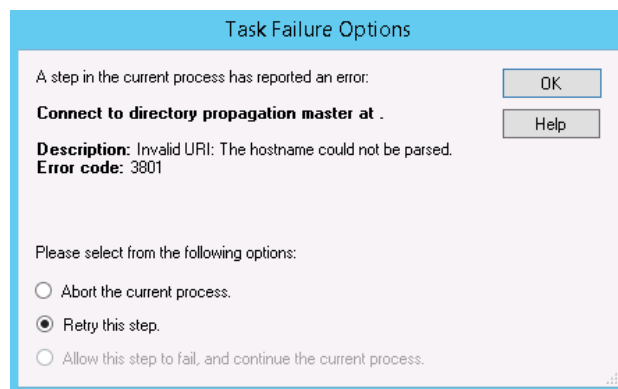 Task Failure Options
A step in the current process has reported an error:
OK
Connect to directory propagation master at .
Help
Description: Invalid URI: The hostname could not be parsed.
Error code: 3801
Please select from the following options:
Abort the current process.
Retry this step.
Allow this step to fail, and continue the current process.